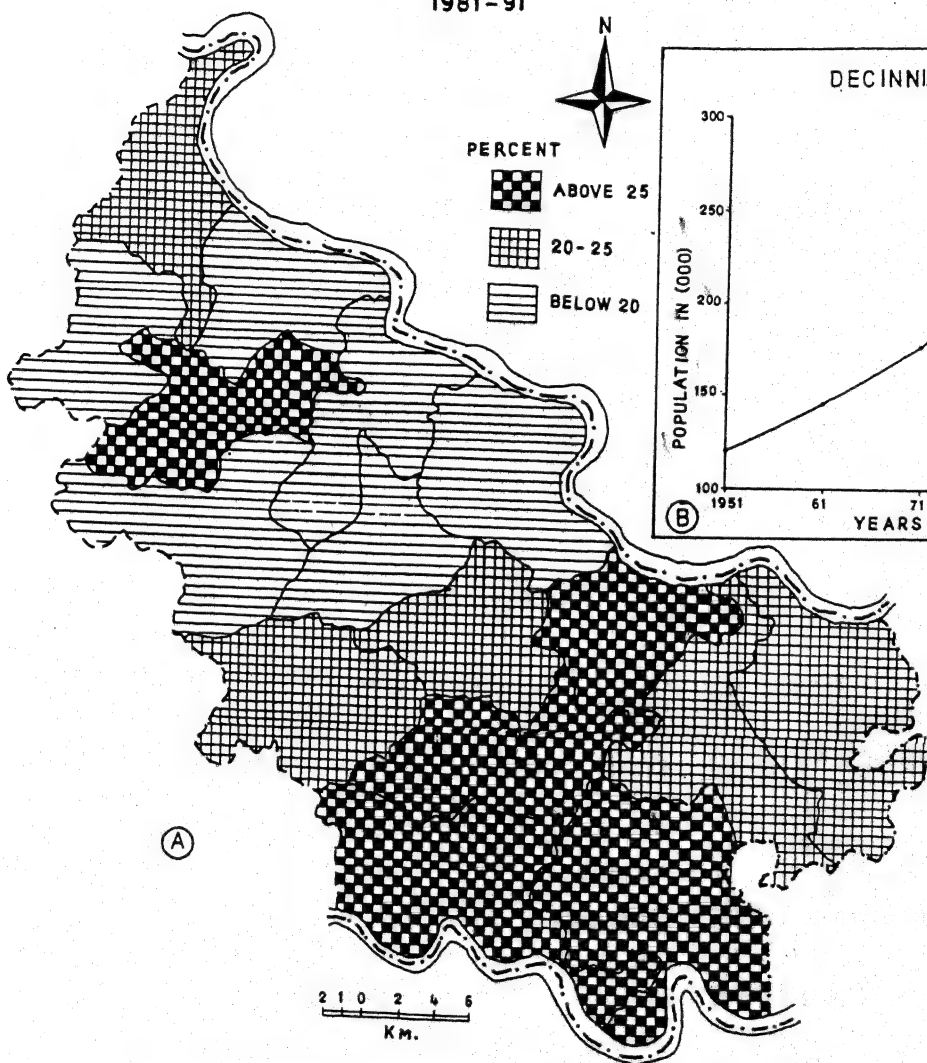 1981-91
N
PERCENT
ABOVE 25
20-25
BELOW 20
DECINNI
300
250
200
150
100
POPULATION IN (000)
1951 61 71
YEARS
B
A
2 1 0 2 4 6
KM.